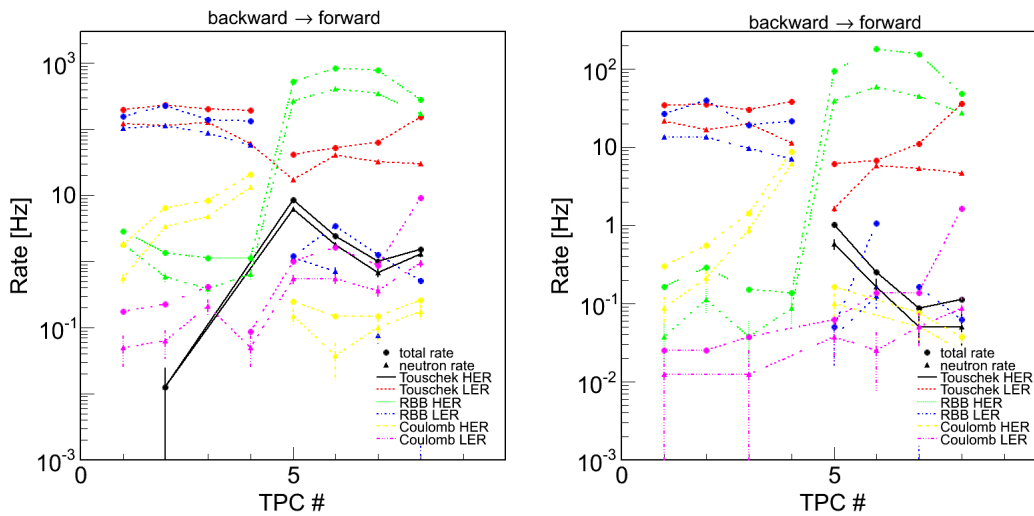 backward → forward
10³
10
10⁻¹
10⁻³
Rate [Hz]
0
5
TPC #
total rate
neutron rate
Touschek HER
Touschek LER
RBB HER
RBB LER
Coulomb HER
Coulomb LER
backward → forward
10²
10
1
10⁻¹
10⁻²
10⁻³
Rate [Hz]
0
5
TPC #
total rate
neutron rate
Touschek HER
Touschek LER
RBB HER
RBB LER
Coulomb HER
Coulomb LER